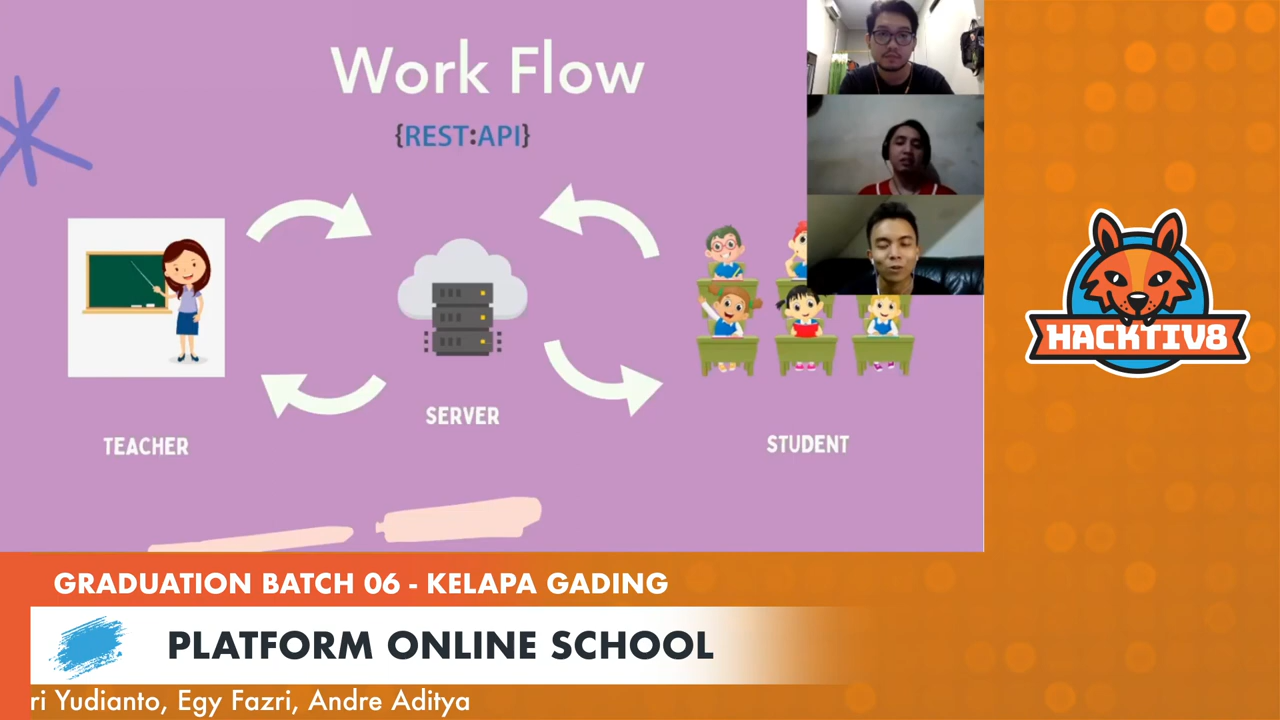 Work Flow
{REST:API}
TEACHER
SERVER
STUDENT
HACKTIV8
GRADUATION BATCH 06 - KELAPA GADING
PLATFORM ONLINE SCHOOL
ri Yudianto, Egy Fazri, Andre Aditya